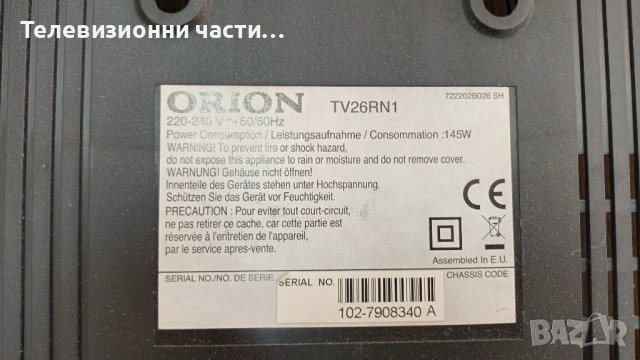 Телевизионни части…
ORION TV26RN1 722202B026 SH
220-240 V ~ 50/60Hz
Power Consumption / Leistungsaufnahme / Consommation :145W
WARNING! To prevent fire or shock hazard,
do not expose this appliance to rain or moisture and do not remove cover.
WARNUNG! Gehäuse nicht öffnen!
Innenteile des Gerätes stehen unter Hochspannung.
Schützen Sie das Gerät vor Feuchtigkeit.
PRECAUTION : Pour eviter tout court-circuit,
ne pas retirer ce cache, car cette partie est
réservée à l'entretien de l'appareil,
par le service apres-vente.
CE
Assembled In E.U.
SERIAL NO./NO. DE SERIE
SERIAL NO.
CHASSIS CODE
102-7908340 A
BAZAR